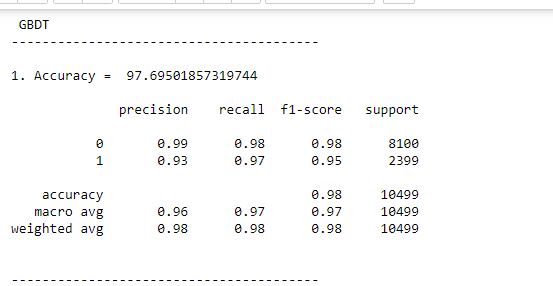 GBDT
---------------------------------------
1. Accuracy =  97.69501857319744
precision    recall  f1-score   support
0       0.99      0.98      0.98      8100
1       0.93      0.97      0.95      2399
accuracy                           0.98     10499
macro avg       0.96      0.97      0.97     10499
weighted avg       0.98      0.98      0.98     10499
---------------------------------------